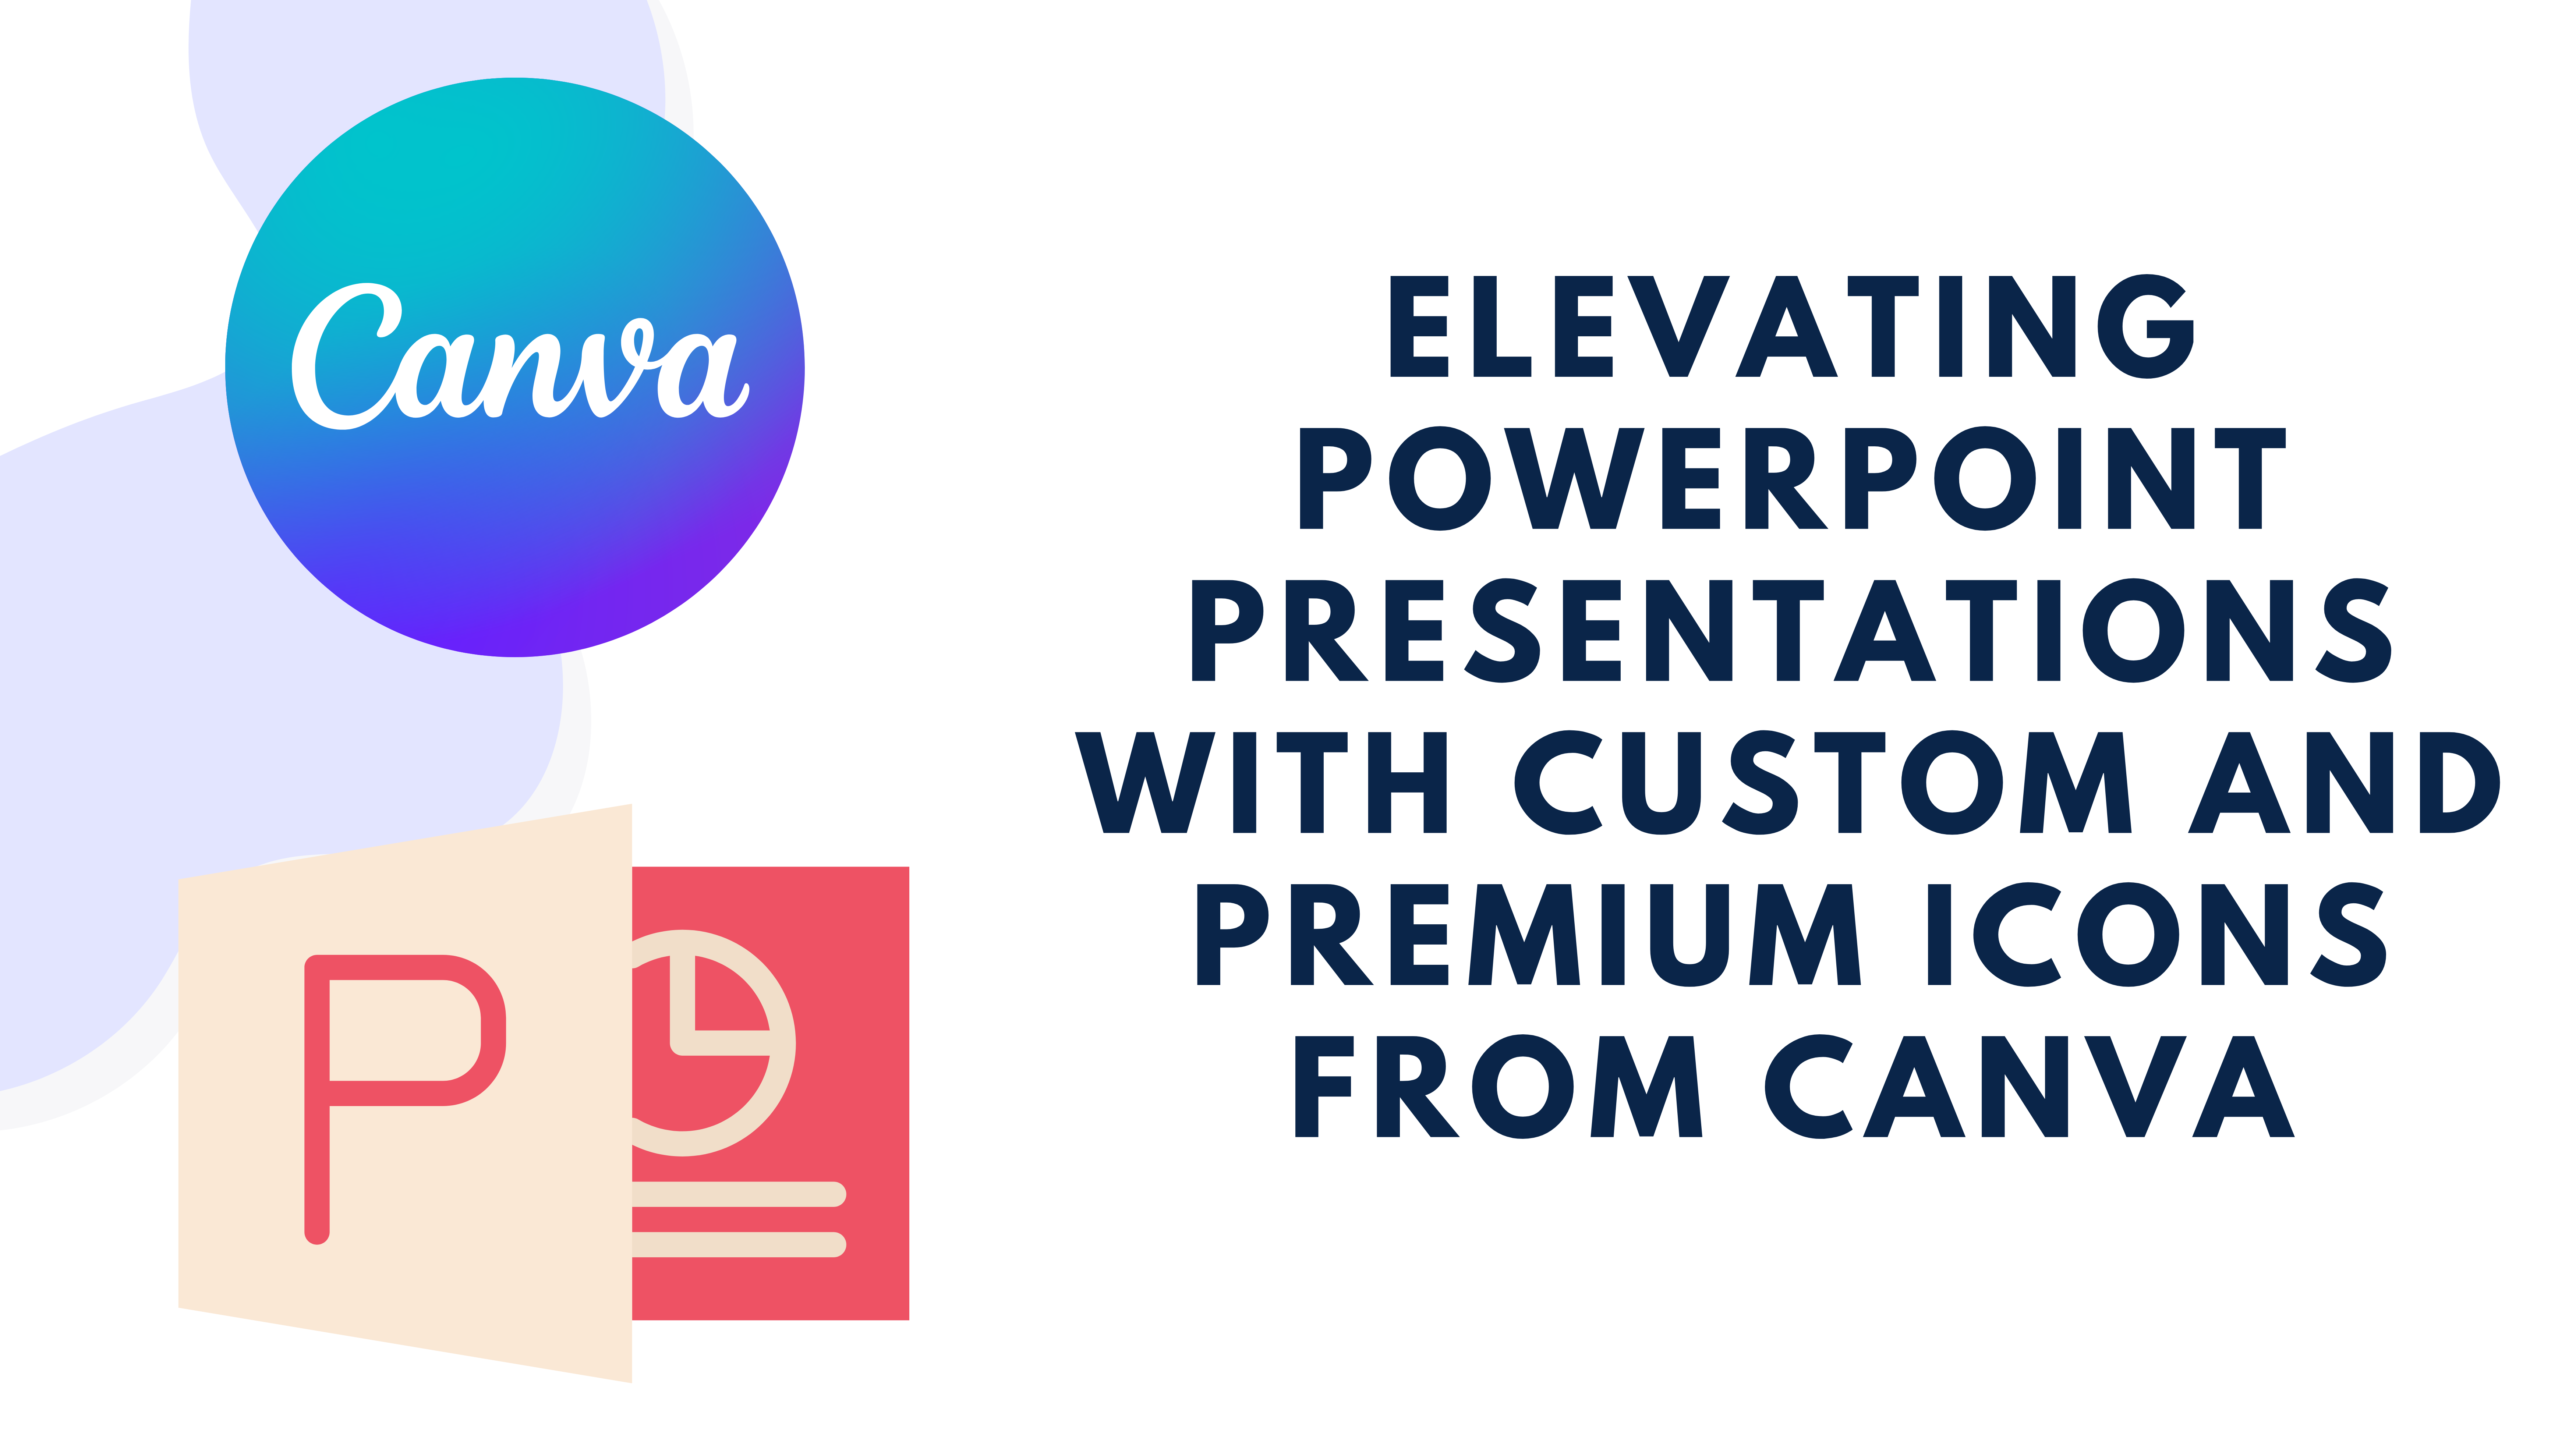 Canva
P
ELEVATING
POWERPOINT
PRESENTATIONS
WITH CUSTOM AND
PREMIUM ICONS
FROM CANVA